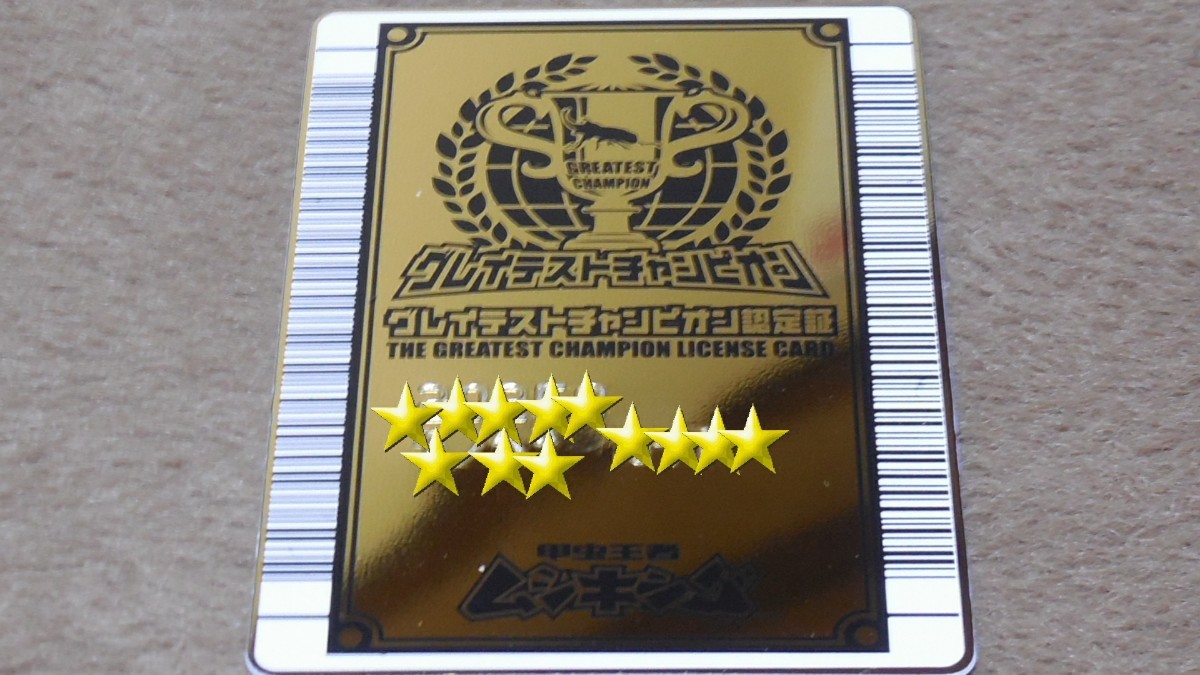 GREATEST
CHAMPION
グレイテストチャンピオン
グレイテストチャンピオン認定証
THE GREATEST CHAMPION LICENSE CARD
甲虫王者
ムシキング